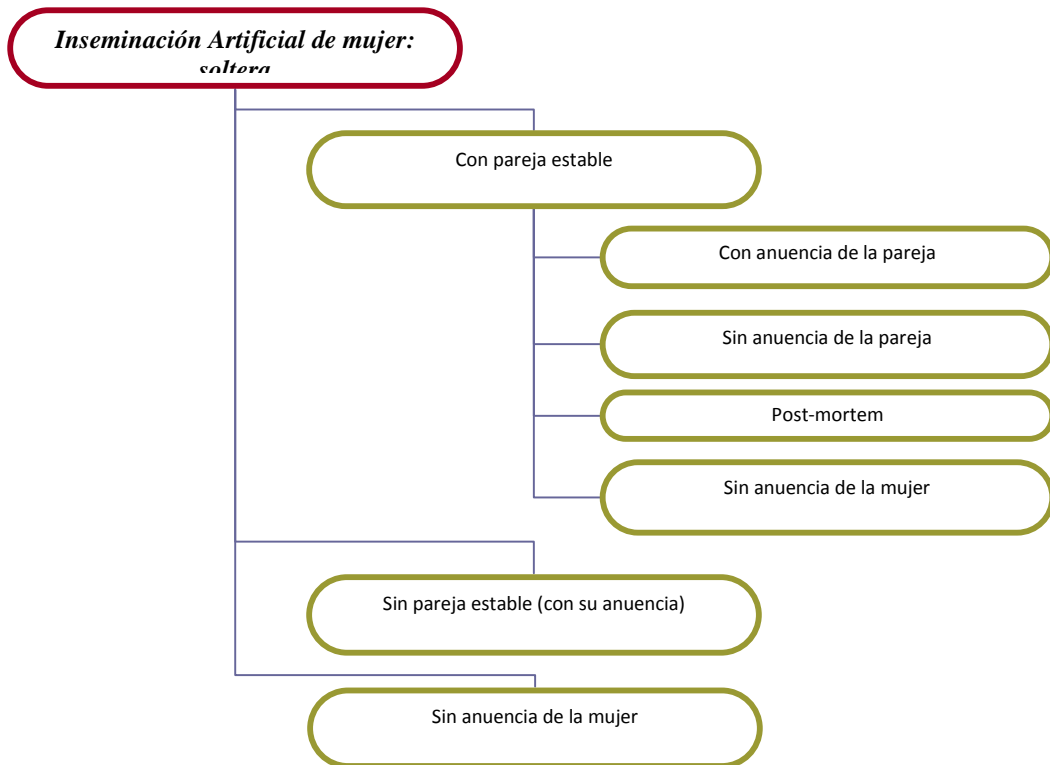 Inseminación Artificial de mujer:
soltera
Con pareja estable
Con anuencia de la pareja
Sin anuencia de la pareja
Post-mortem
Sin anuencia de la mujer
Sin pareja estable (con su anuencia)
Sin anuencia de la mujer